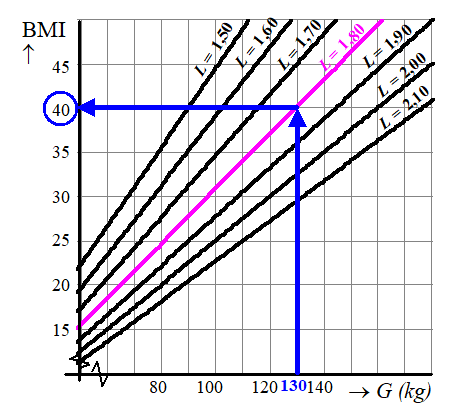 BMI
↑
L = 1,50
L = 1,60
L = 1,70
L = 1,80
L = 1,90
L = 2,00
L = 2,10
45
40
35
30
25
20
15
80 100 120 130 140 → G (kg)